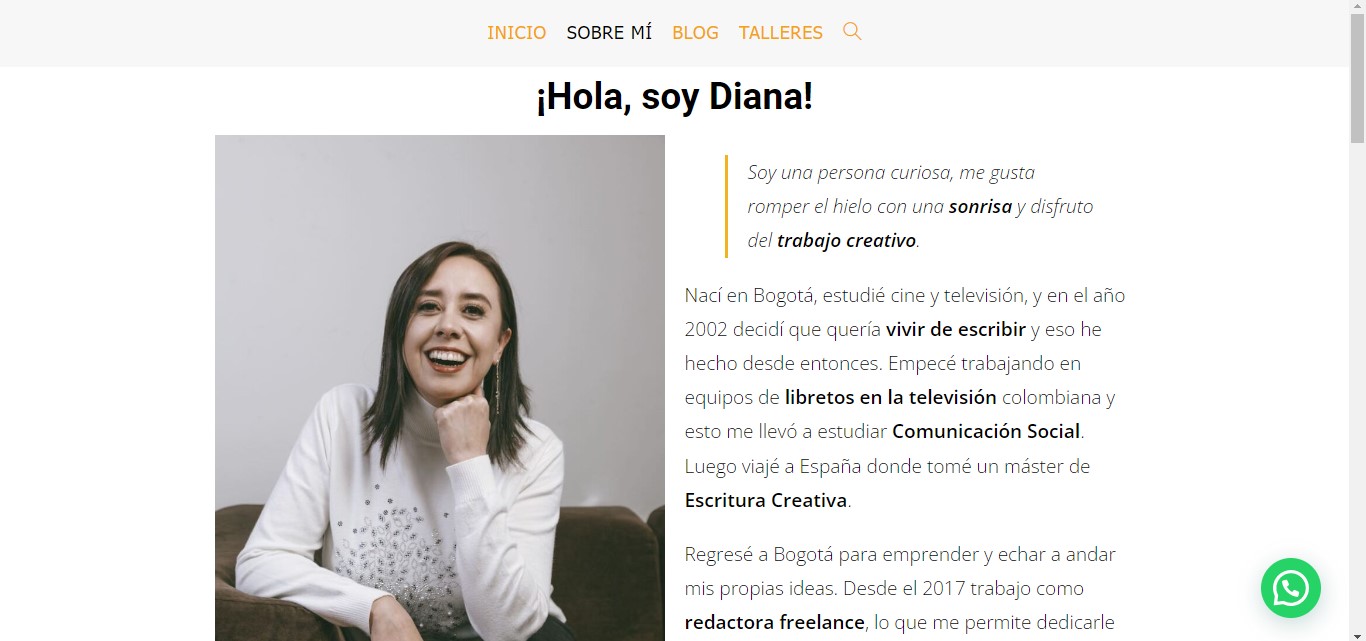 INICIO SOBRE MÍ BLOG TALLERES
¡Hola, soy Diana!
Soy una persona curiosa, me gusta
romper el hielo con una sonrisa y disfruto
del trabajo creativo.
Nací en Bogotá, estudié cine y televisión, y en el año
2002 decidí que quería vivir de escribir y eso he
hecho desde entonces. Empecé trabajando en
equipos de libretos en la televisión colombiana y
esto me llevó a estudiar Comunicación Social.
Luego viajé a España donde tomé un máster de
Escritura Creativa.
Regresé a Bogotá para emprender y echar a andar
mis propias ideas. Desde el 2017 trabajo como
redactora freelance, lo que me permite dedicarle